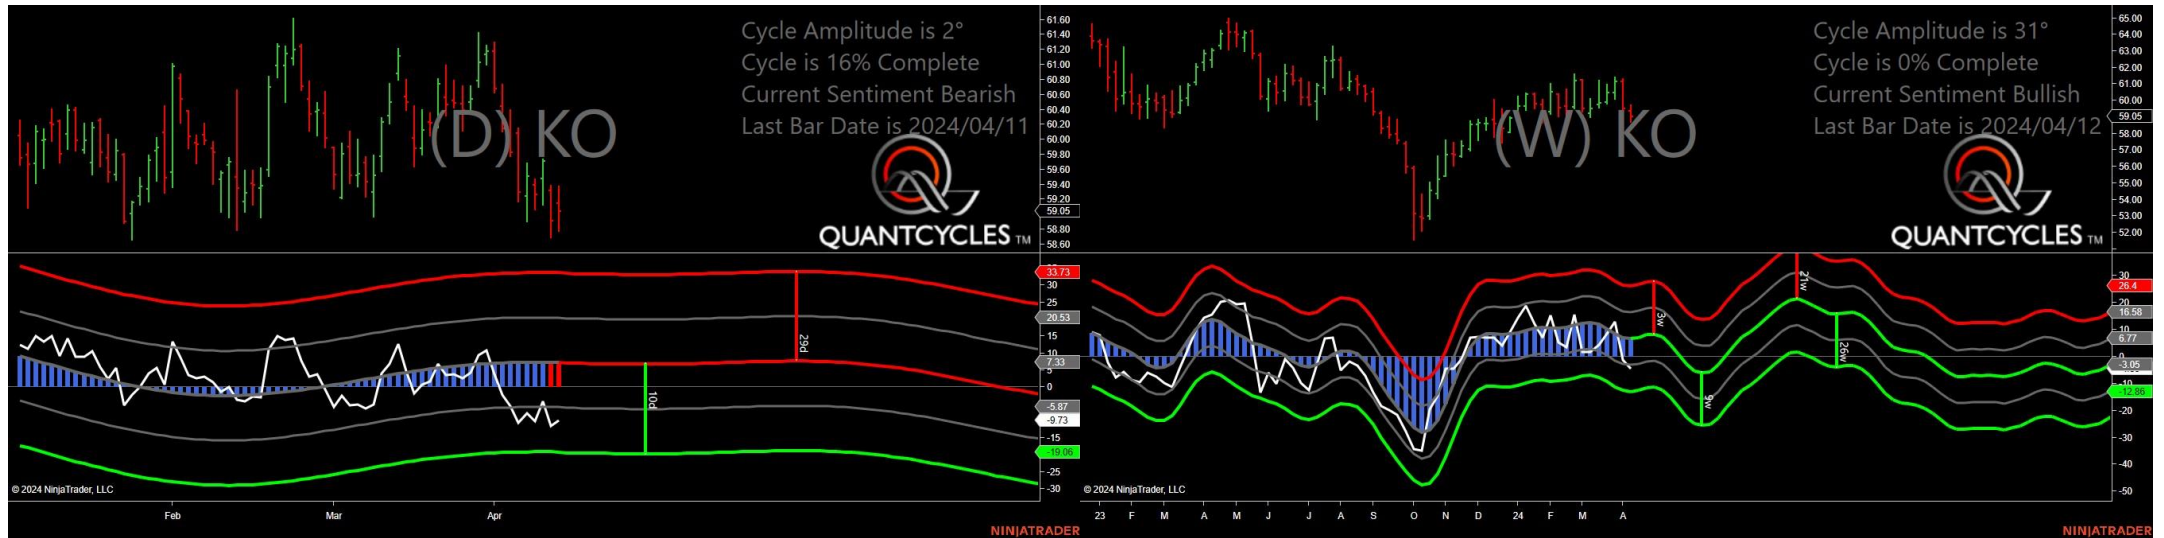 Cycle Amplitude is 2°
Cycle is 16% Complete
Current Sentiment Bearish
Last Bar Date is 2024/04/11
(D) KO
QUANTCYCLES TM
61.60
61.40
61.20
61.00
60.80
60.60
60.40
60.20
60.00
59.80
59.60
59.40
59.20
59.05
58.80
58.60
33.73
30
25
20.53
15
10
7.33
5
0
-5.87
-9.73
-15
-19.06
-25
-30
29d
10d
© 2024 NinjaTrader, LLC
Feb Mar Apr
NINJATRADER
Cycle Amplitude is 31°
Cycle is 0% Complete
Current Sentiment Bullish
Last Bar Date is 2024/04/12
(W) KO
QUANTCYCLES TM
65.00
64.00
63.00
62.00
61.00
60.00
59.05
58.00
57.00
56.00
55.00
54.00
53.00
52.00
30
26.4
20
16.58
10
6.77
0
-3.05
-10
-12.86
-20
-30
-40
-50
3w
9w
21w
26w
© 2024 NinjaTrader, LLC
23 F M A M J J A S O N D 24 F M A
NINJATRADER